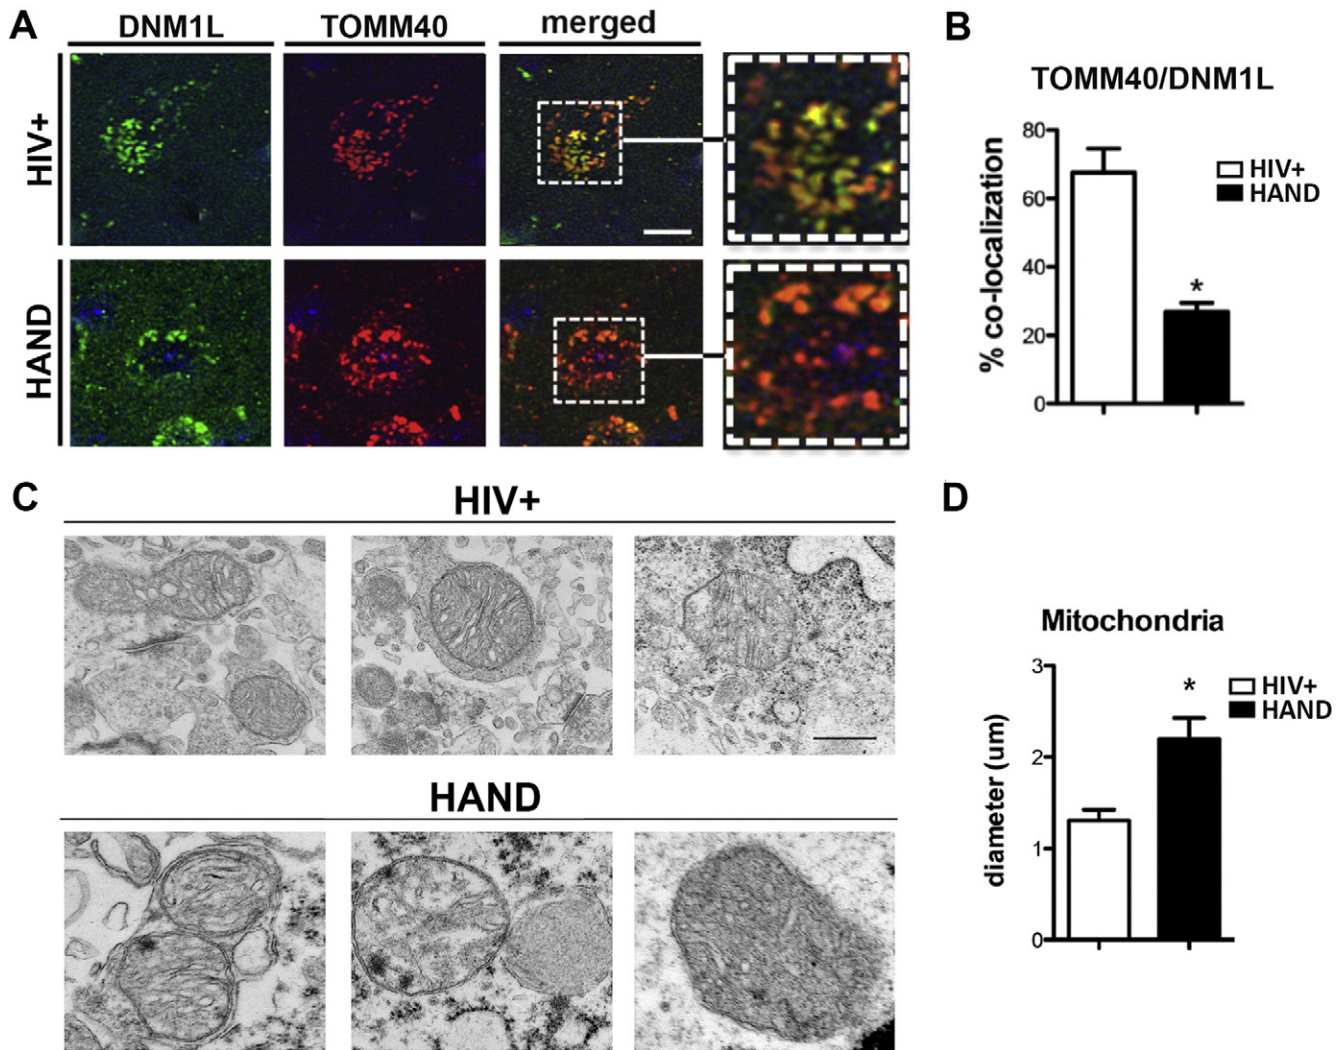 A
DNM1L
TOMM40
merged
HIV+
HAND
B
TOMM40/DNM1L
% co-localization
80
60
40
20
0
*
HIV+
HAND
C
HIV+
HAND
D
Mitochondria
diameter (um)
3
2
1
0
*
HIV+
HAND